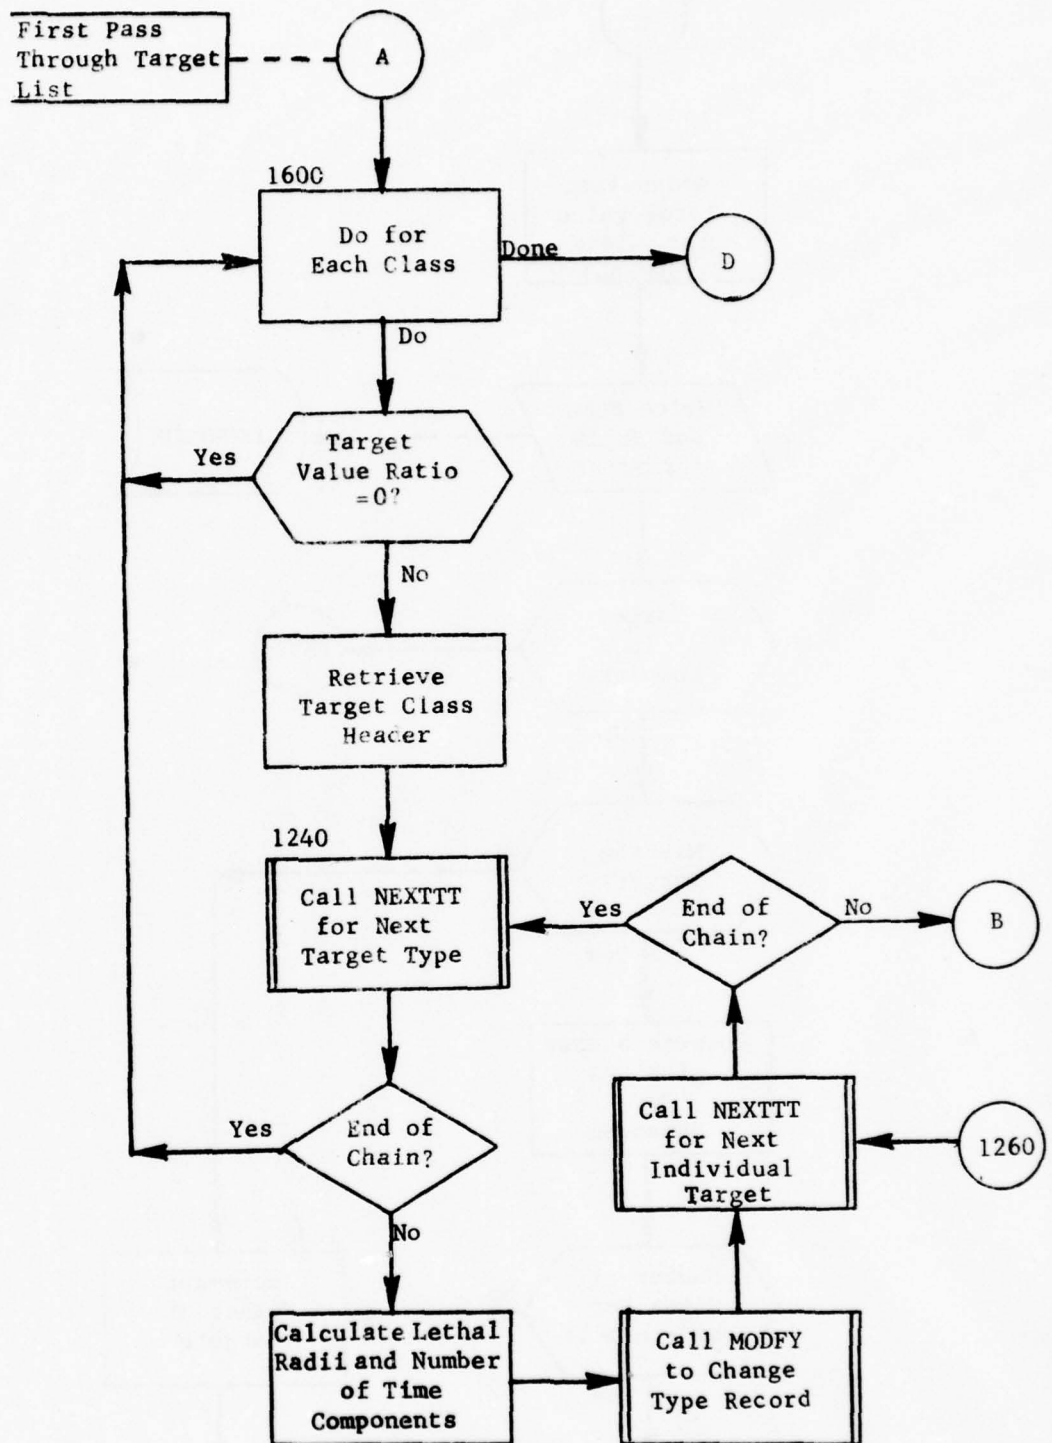 First Pass
Through Target
List
A
1600
Do for
Each Class
Done
D
Do
Target
Value Ratio
=0?
Yes
No
Retrieve
Target Class
Header
1240
Call NEXTTT
for Next
Target Type
Yes
End of
Chain?
No
B
End of
Chain?
Yes
No
Call NEXTTT
for Next
Individual
Target
1260
Calculate Lethal
Radii and Number
of Time
Components
Call MODFY
to Change
Type Record